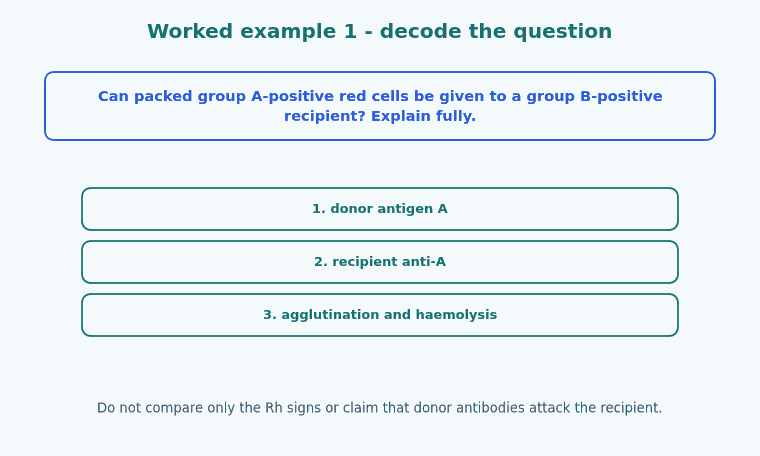 Worked example 1 - decode the question
Can packed group A-positive red cells be given to a group B-positive
recipient? Explain fully.
1. donor antigen A
2. recipient anti-A
3. agglutination and haemolysis
Do not compare only the Rh signs or claim that donor antibodies attack the recipient.